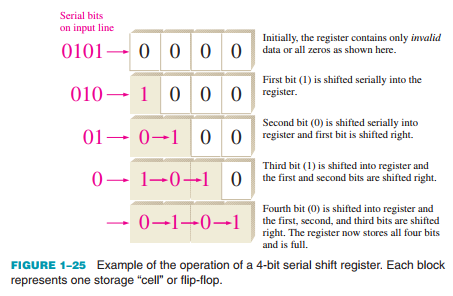 Serial bits
on input line
0101 0 0 0 0
Initially, the register contains only invalid
data or all zeros as shown here.
010 1 0 0 0
First bit (1) is shifted serially into the
register.
01 0 1 0 0
Second bit (0) is shifted serially into
register and first bit is shifted right.
0 1 0 1 0
Third bit (1) is shifted into register and
the first and second bits are shifted right.
0 1 0 1
Fourth bit (0) is shifted into register and
the first, second, and third bits are shifted
right. The register now stores all four bits
and is full.
FIGURE 1–25 Example of the operation of a 4-bit serial shift register. Each block
represents one storage “cell” or flip-flop.